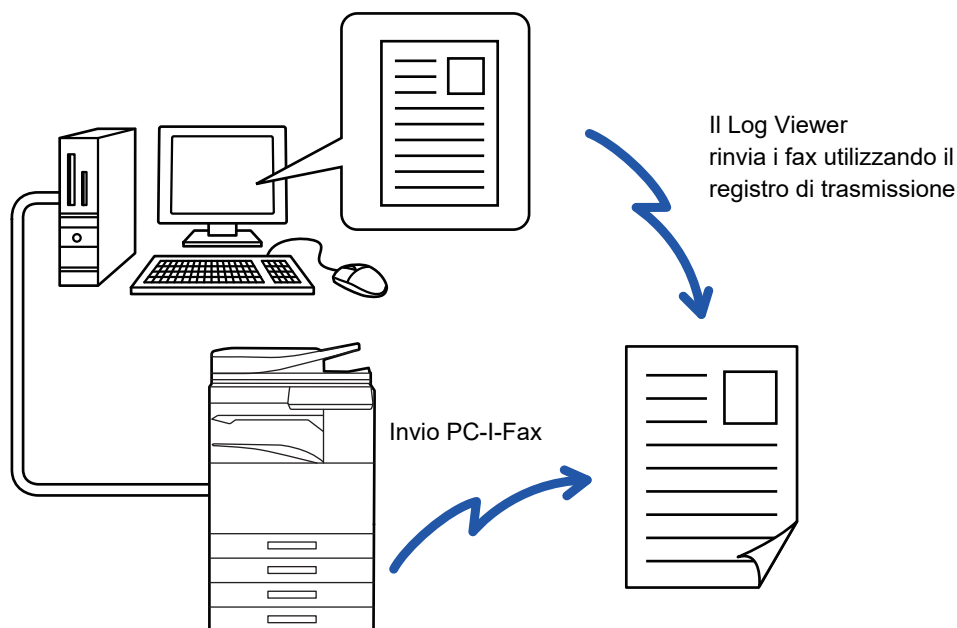 Il Log Viewer
rinvia i fax utilizzando il
registro di trasmissione
Invio PC-I-Fax